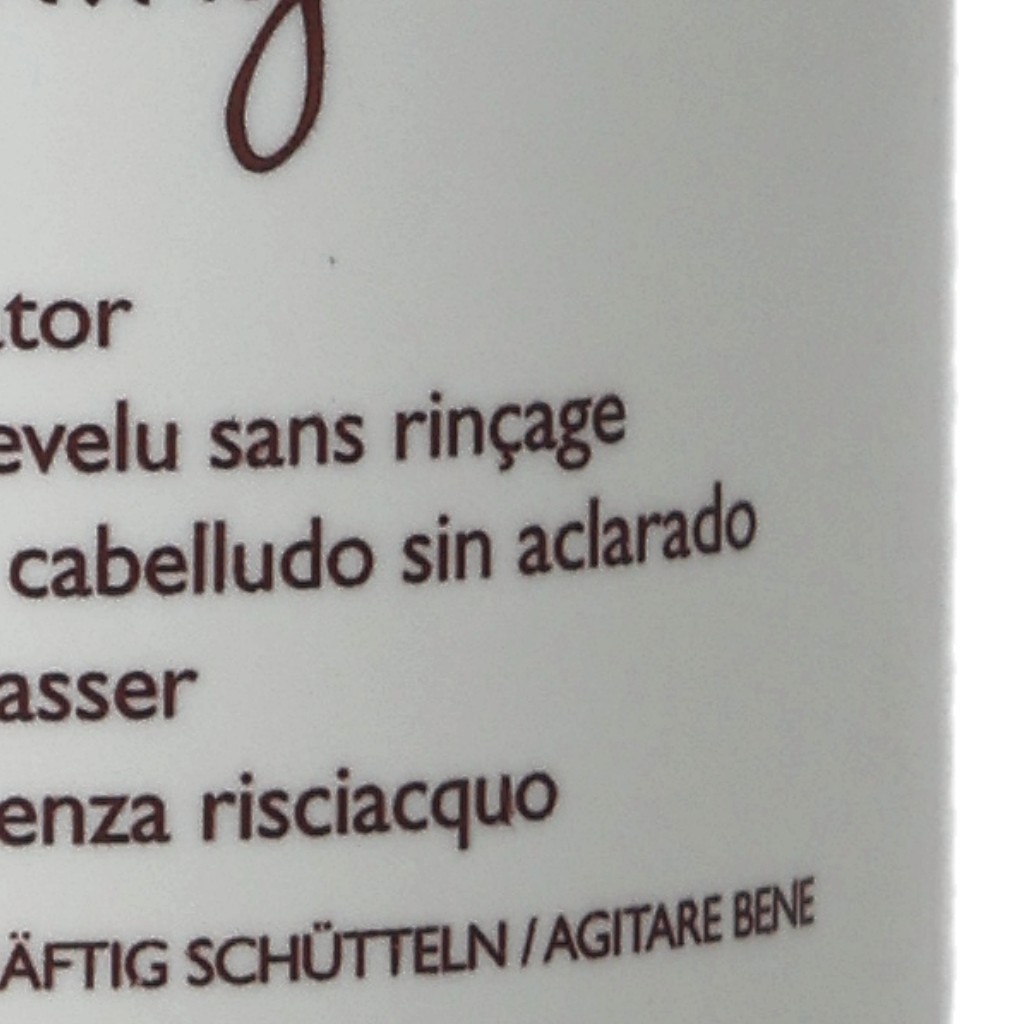 tor
evelu sans rinçage
cabelludo sin aclarado
asser
enza risciacquo
ÄFTIG SCHÜTTELN / AGITARE BENE